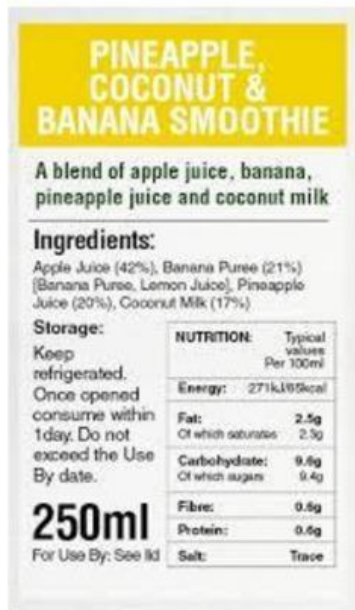 PINEAPPLE,
COCONUT &
BANANA SMOOTHIE
A blend of apple juice, banana,
pineapple juice and coconut milk
Ingredients:
Apple Juice (42%), Banana Puree (21%)
[Banana Puree, Lemon Juice], Pineapple
Juice (20%), Coconut Milk (17%)
Storage:
Keep
refrigerated.
Once opened
consume within
1day. Do not
exceed the Use
By date.
250ml
For Use By: See lid
NUTRITION: Typical
values
Per 100ml
Energy: 271kJ/65kcal
Fat: 2.5g
Of which saturates 2.3g
Carbohydrate: 9.6g
Of which sugars 9.4g
Fibre: 0.6g
Protein: 0.6g
Salt: Trace